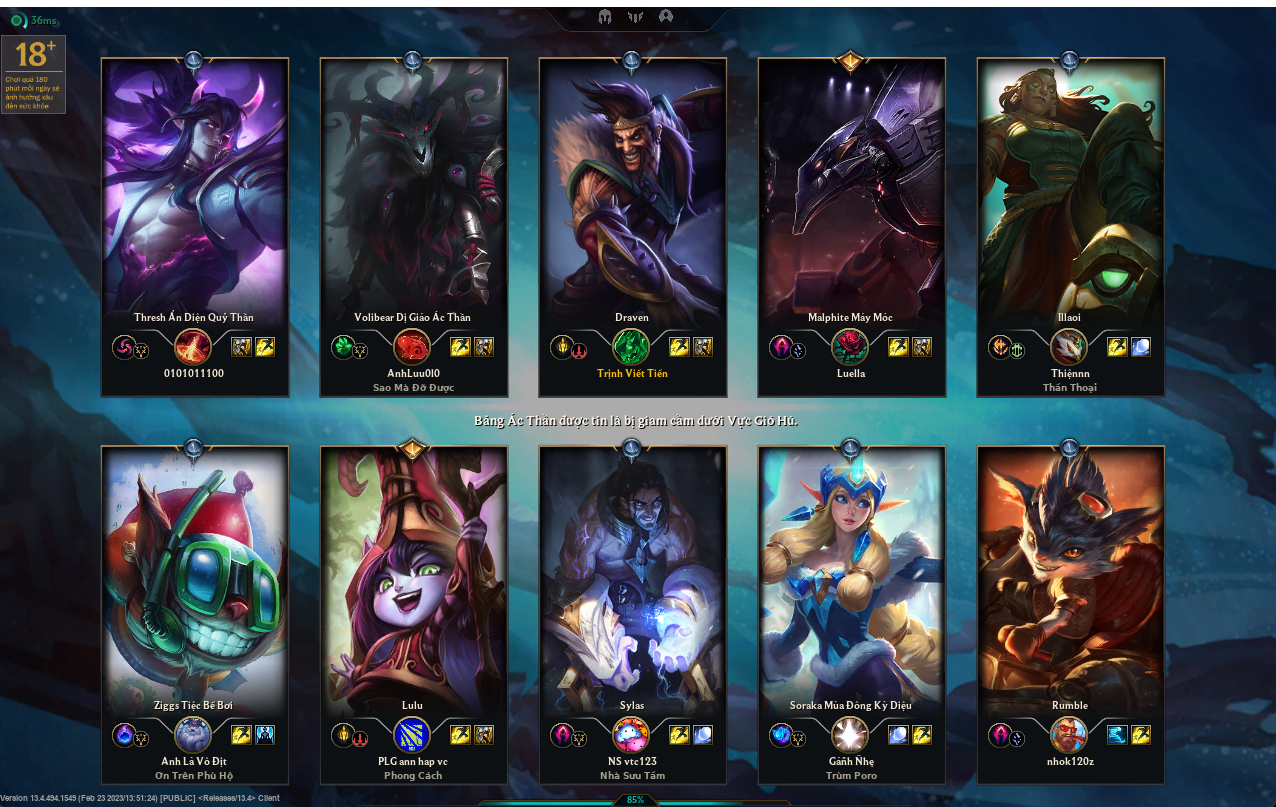 36ms
18+
Chơi quá 180
phút mỗi ngày sẽ
ảnh hưởng xấu
đến sức khỏe
Thresh Ấn Diện Quỷ Thần
0101011100
Volibear Dị Giáo Ác Thần
AnhLuu0l0
Sao Mà Đỡ Được
Draven
Trịnh Viết Tiến
Malphite Máy Móc
Luella
Illaoi
Thiệnnn
Thần Thoại
Băng Ác Thần được tin là bị giam cầm dưới Vực Gió Hú.
Ziggs Tiệc Bể Bơi
Anh Là Vỏ Địt
Ơn Trên Phù Hộ
Lulu
PLG ann hap vc
Phong Cách
Sylas
NS vtc123
Nhà Sưu Tầm
Soraka Mùa Đông Kỳ Diệu
Gánh Nhẹ
Trùm Poro
Rumble
nhok120z
Version 13.4.494.1549 (Feb 23 2023/13:51:24) [PUBLIC] <Releases/13.4> Client
85%